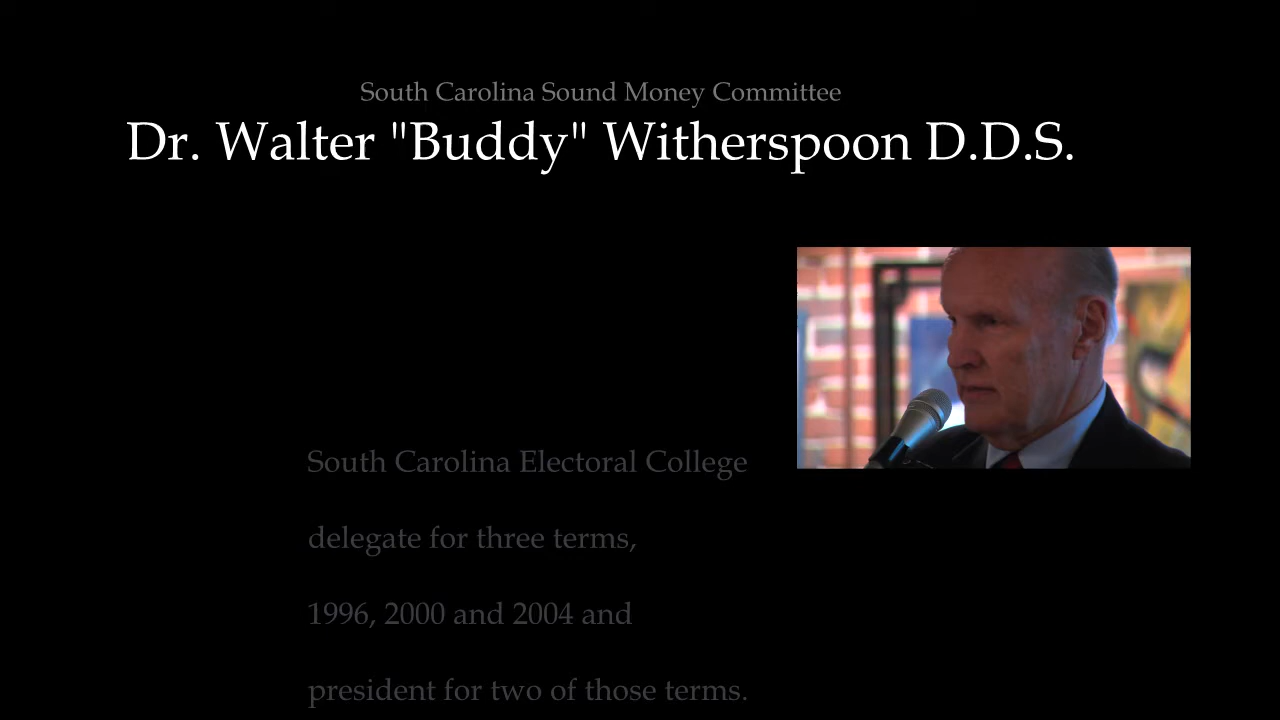 South Carolina Sound Money Committee
Dr. Walter "Buddy" Witherspoon D.D.S.
South Carolina Electoral College
delegate for three terms,
1996, 2000 and 2004 and
president for two of those terms.